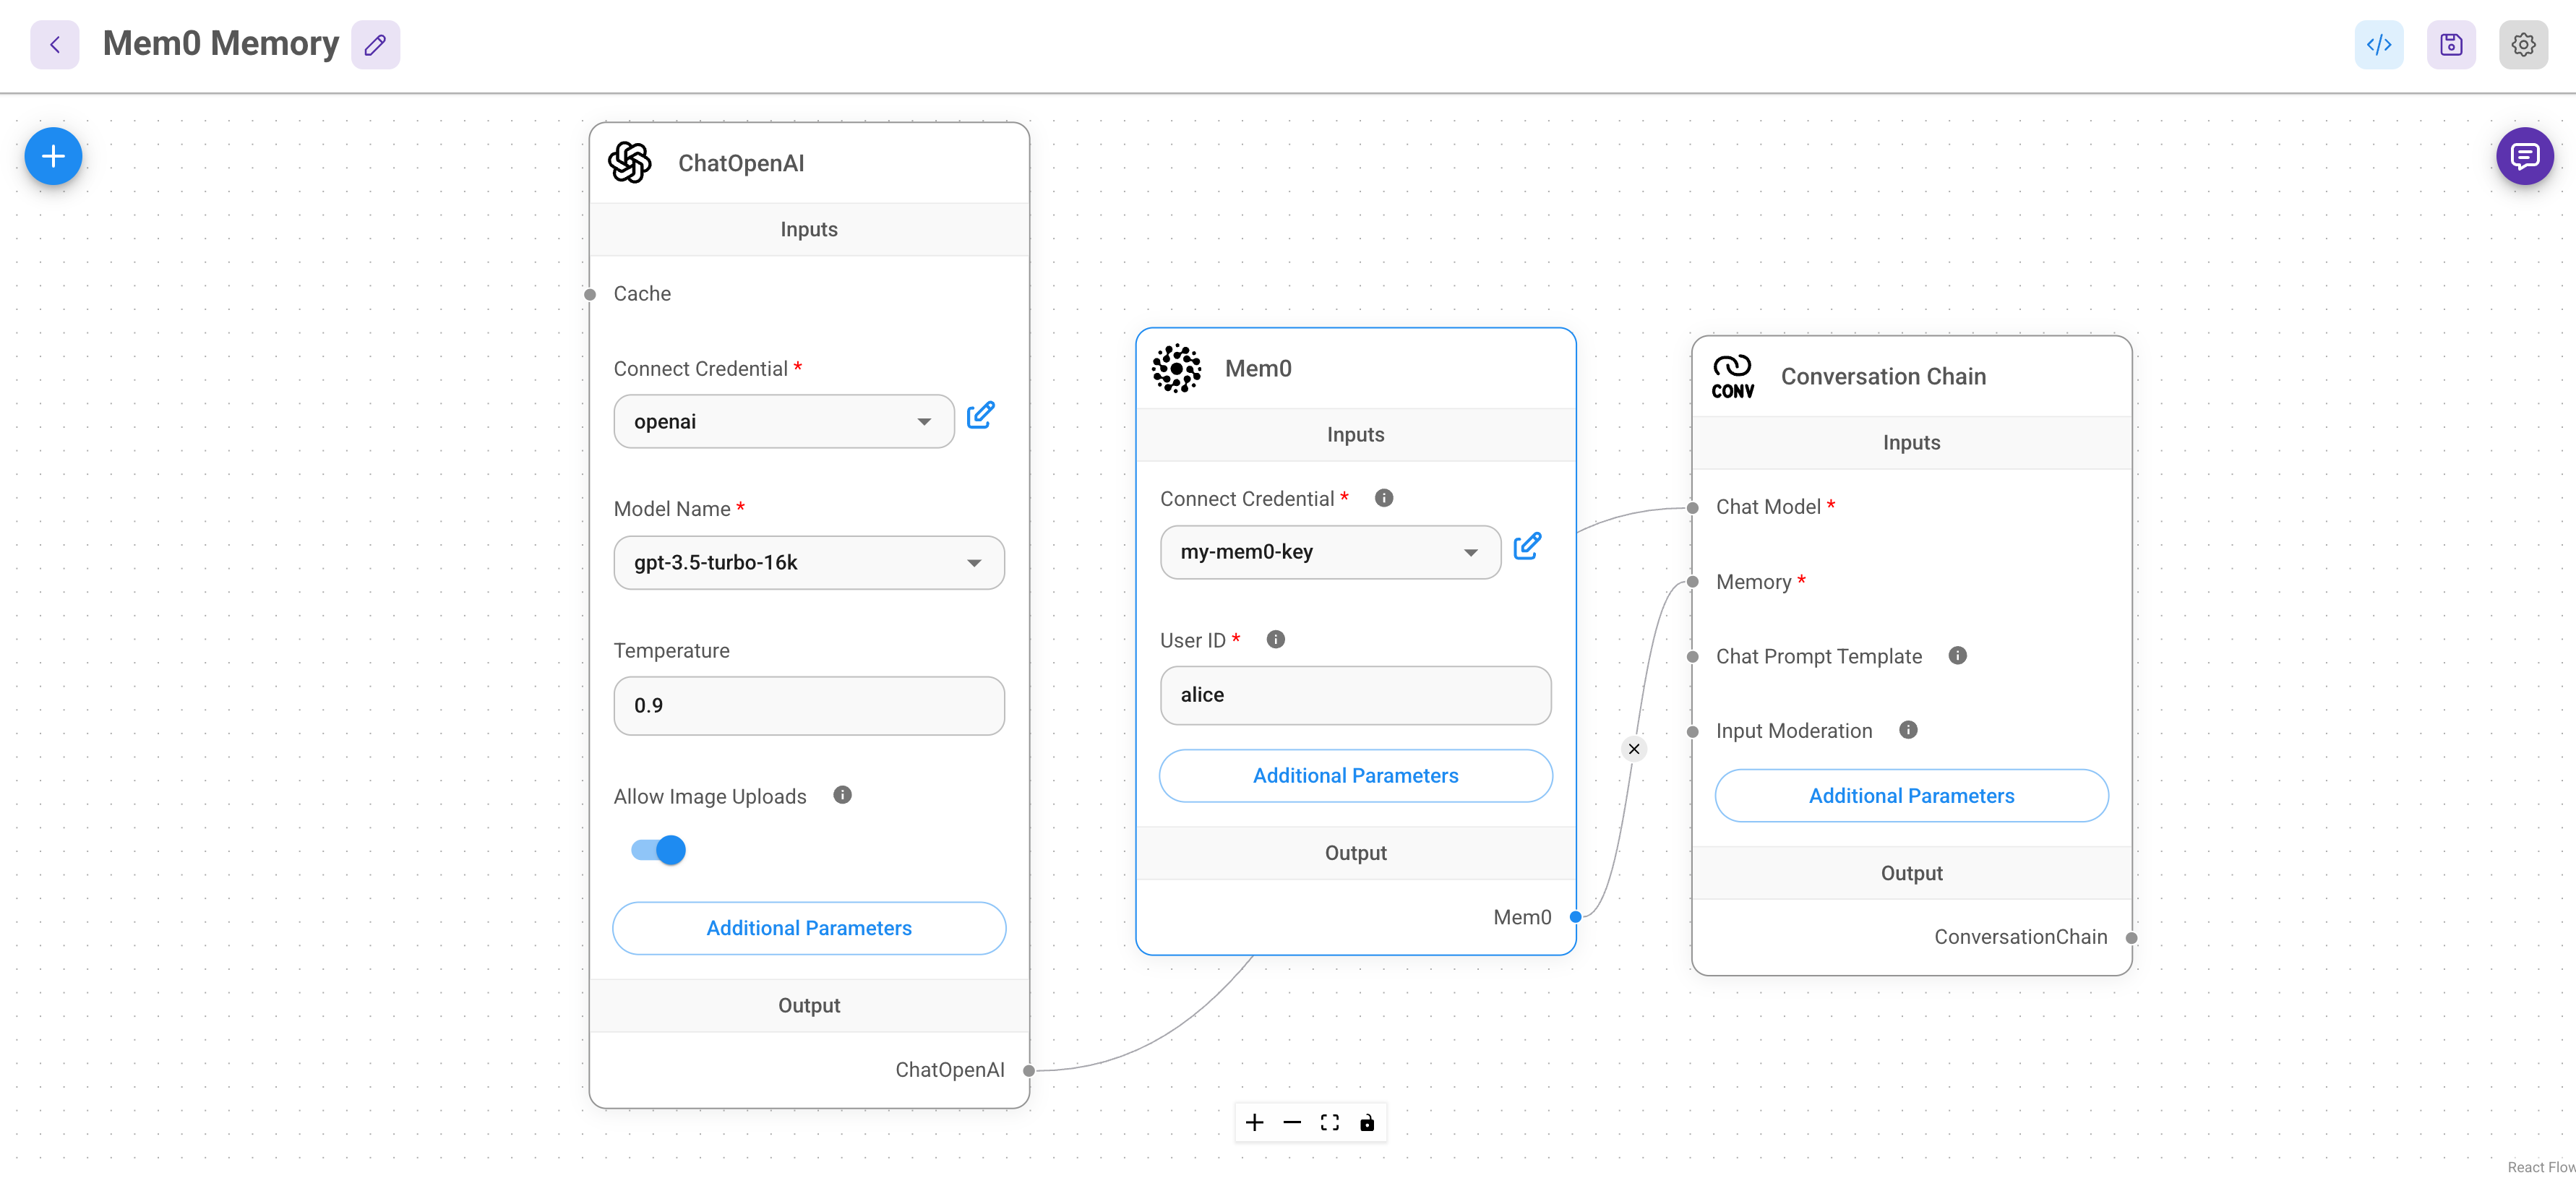 Mem0 Memory
ChatOpenAI
Inputs
Cache
Connect Credential *
openai
Model Name *
gpt-3.5-turbo-16k
Temperature
0.9
Allow Image Uploads
Additional Parameters
Output
ChatOpenAI
Mem0
Inputs
Connect Credential *
my-mem0-key
User ID *
alice
Additional Parameters
Output
Mem0
CONV
Conversation Chain
Inputs
Chat Model *
Memory *
Chat Prompt Template
Input Moderation
Additional Parameters
Output
ConversationChain
React Flow